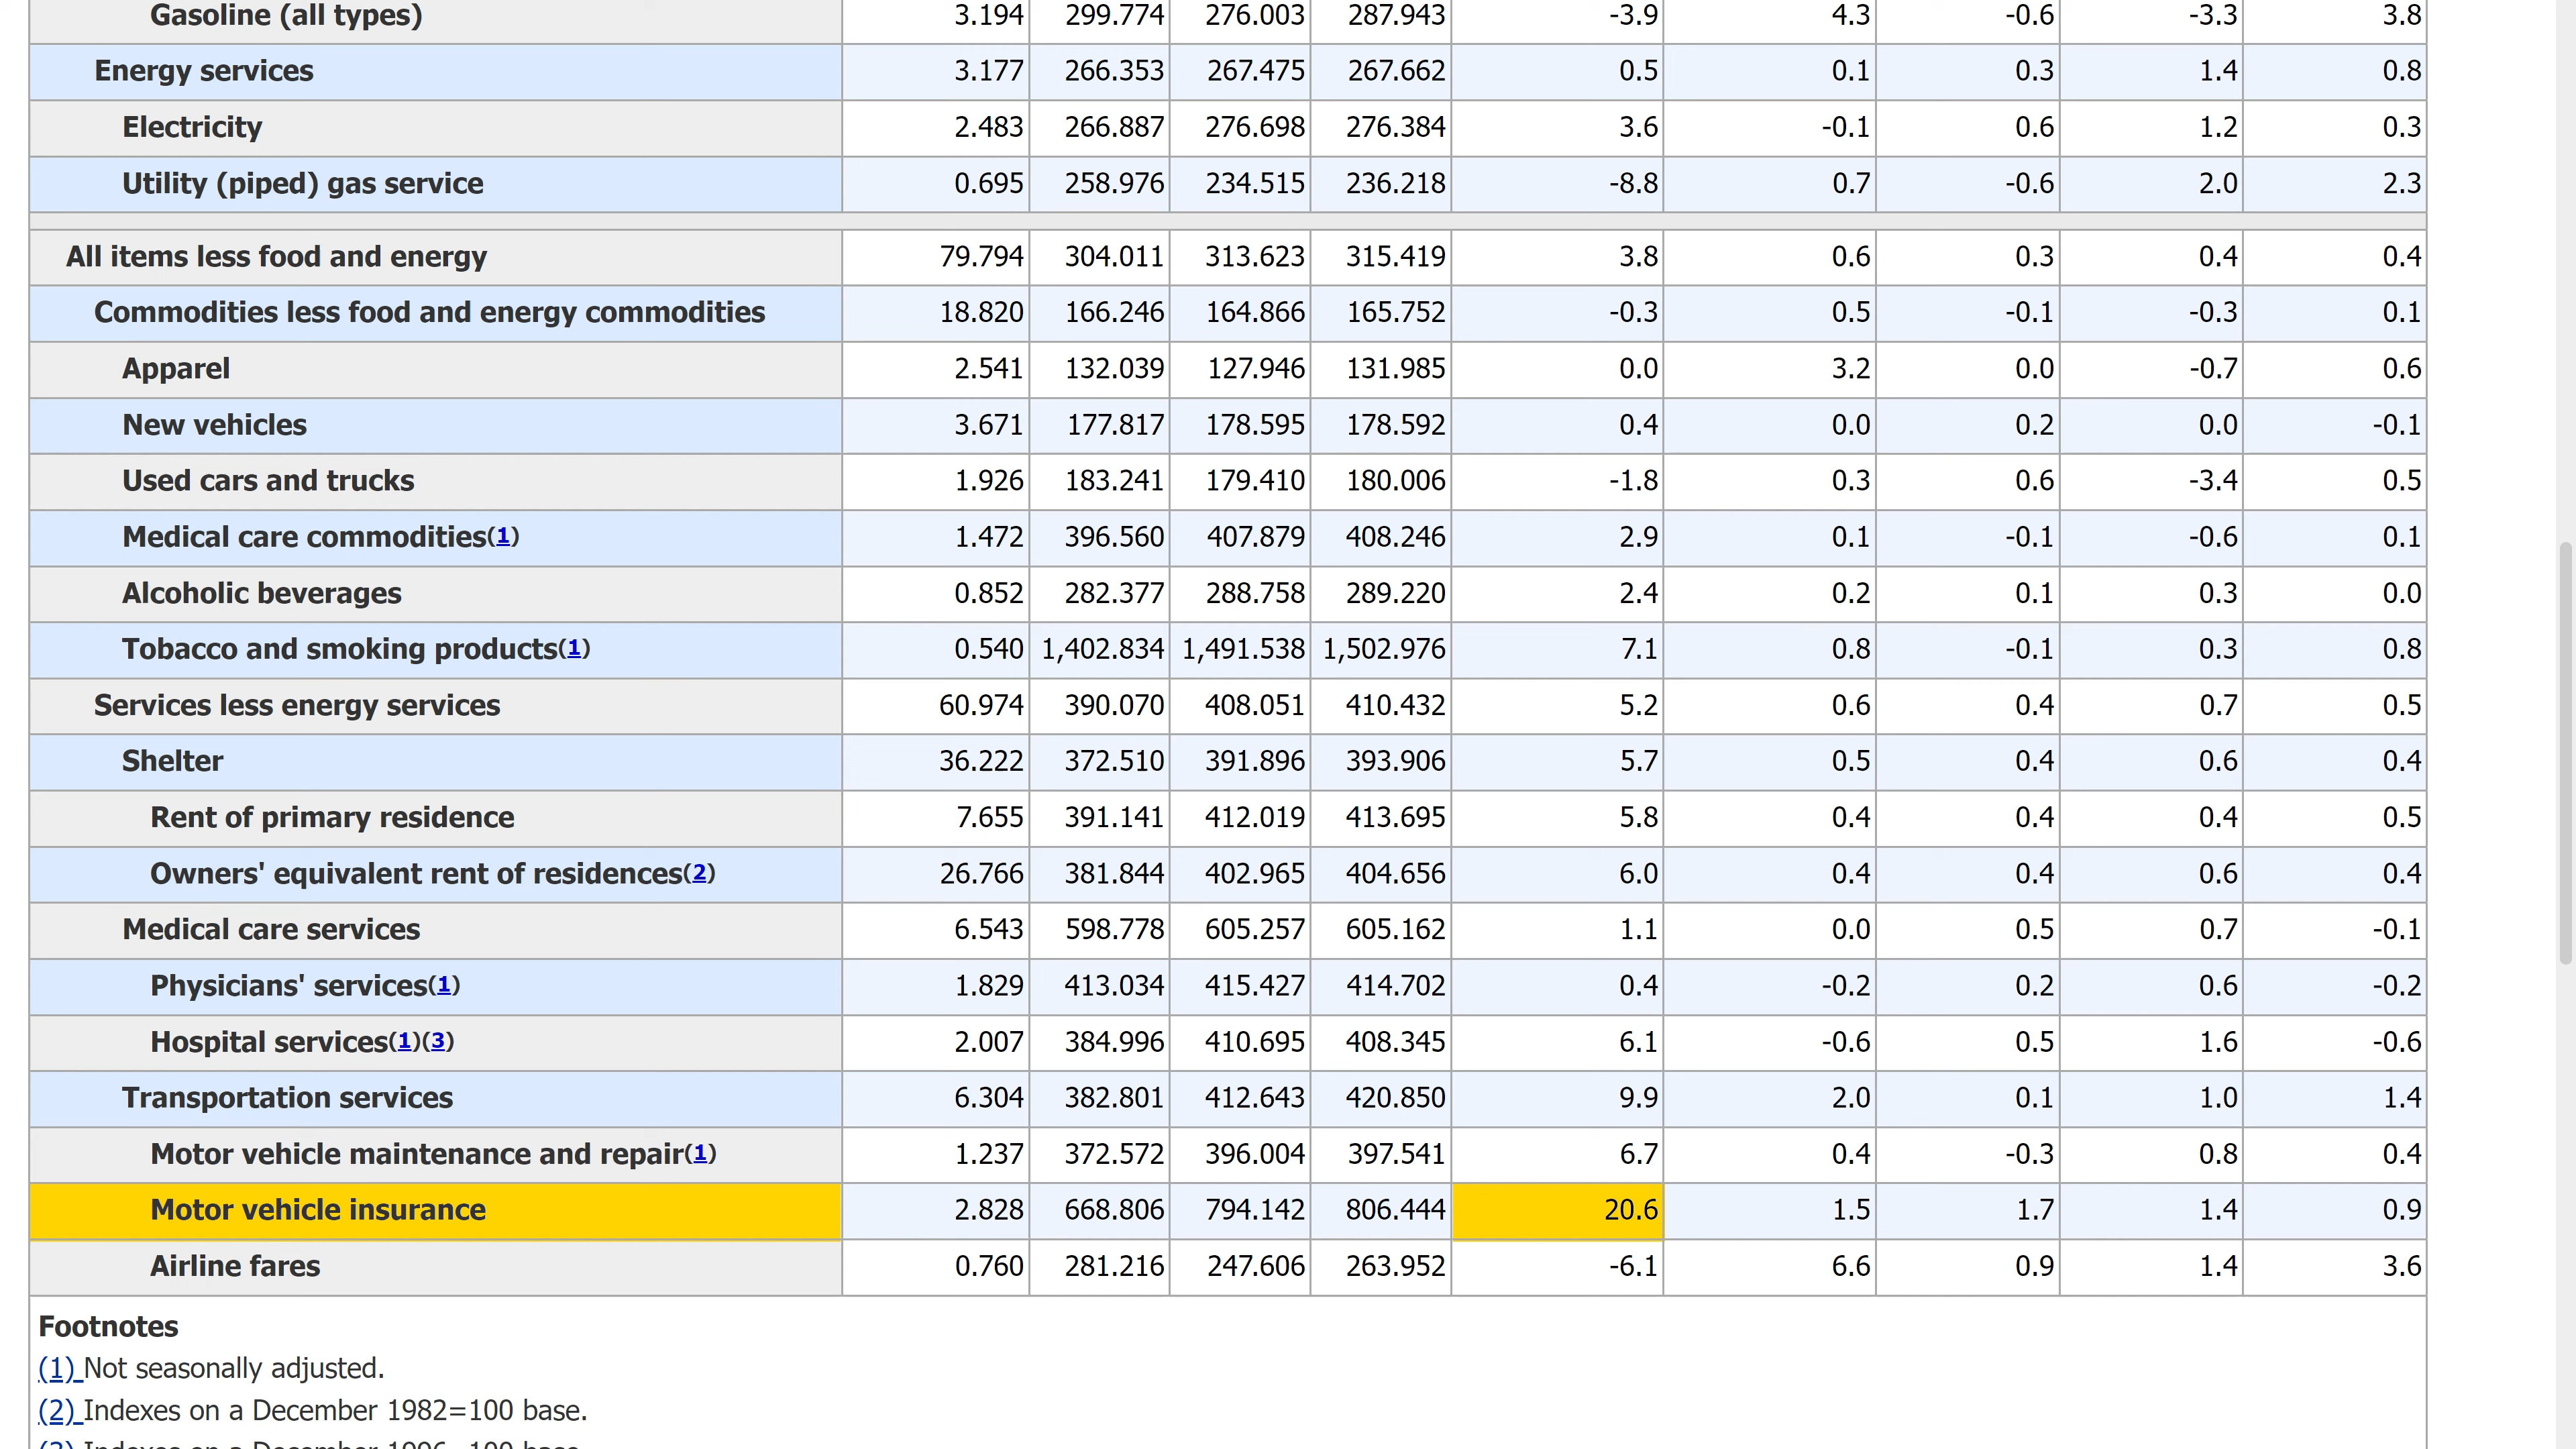 Gasoline (all types) 3.194 299.774 276.003 287.943 -3.9 4.3 -0.6 -3.3 3.8
Energy services 3.177 266.353 267.475 267.662 0.5 0.1 0.3 1.4 0.8
Electricity 2.483 266.887 276.698 276.384 3.6 -0.1 0.6 1.2 0.3
Utility (piped) gas service 0.695 258.976 234.515 236.218 -8.8 0.7 -0.6 2.0 2.3
All items less food and energy 79.794 304.011 313.623 315.419 3.8 0.6 0.3 0.4 0.4
Commodities less food and energy commodities 18.820 166.246 164.866 165.752 -0.3 0.5 -0.1 -0.3 0.1
Apparel 2.541 132.039 127.946 131.985 0.0 3.2 0.0 -0.7 0.6
New vehicles 3.671 177.817 178.595 178.592 0.4 0.0 0.2 0.0 -0.1
Used cars and trucks 1.926 183.241 179.410 180.006 -1.8 0.3 0.6 -3.4 0.5
Medical care commodities(1) 1.472 396.560 407.879 408.246 2.9 0.1 -0.1 -0.6 0.1
Alcoholic beverages 0.852 282.377 288.758 289.220 2.4 0.2 0.1 0.3 0.0
Tobacco and smoking products(1) 0.540 1,402.834 1,491.538 1,502.976 7.1 0.8 -0.1 0.3 0.8
Services less energy services 60.974 390.070 408.051 410.432 5.2 0.6 0.4 0.7 0.5
Shelter 36.222 372.510 391.896 393.906 5.7 0.5 0.4 0.6 0.4
Rent of primary residence 7.655 391.141 412.019 413.695 5.8 0.4 0.4 0.4 0.5
Owners' equivalent rent of residences(2) 26.766 381.844 402.965 404.656 6.0 0.4 0.4 0.6 0.4
Medical care services 6.543 598.778 605.257 605.162 1.1 0.0 0.5 0.7 -0.1
Physicians' services(1) 1.829 413.034 415.427 414.702 0.4 -0.2 0.2 0.6 -0.2
Hospital services(1)(3) 2.007 384.996 410.695 408.345 6.1 -0.6 0.5 1.6 -0.6
Transportation services 6.304 382.801 412.643 420.850 9.9 2.0 0.1 1.0 1.4
Motor vehicle maintenance and repair(1) 1.237 372.572 396.004 397.541 6.7 0.4 -0.3 0.8 0.4
Motor vehicle insurance 2.828 668.806 794.142 806.444 20.6 1.5 1.7 1.4 0.9
Airline fares 0.760 281.216 247.606 263.952 -6.1 6.6 0.9 1.4 3.6
Footnotes
(1) Not seasonally adjusted.
(2) Indexes on a December 1982=100 base.
(3) Indexes on a December 1996=100 base.